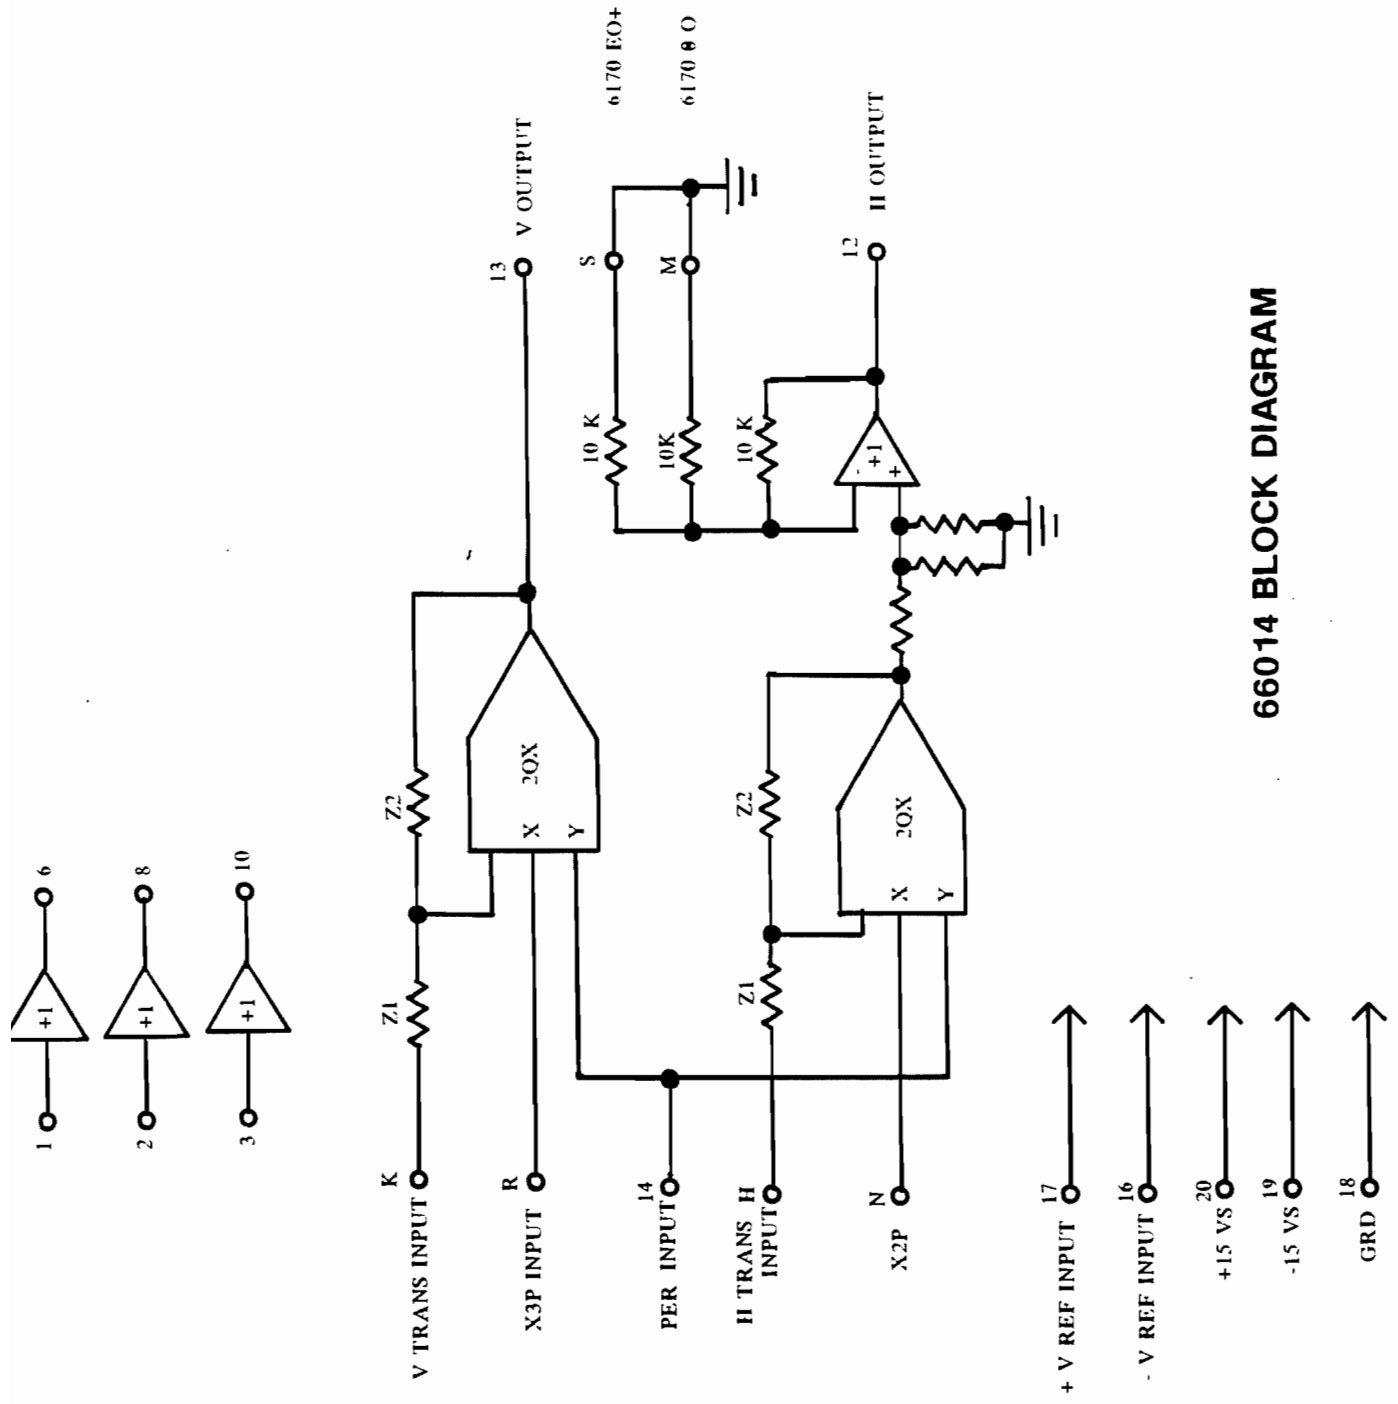 1 +1 6
2 +1 8
3 +1 10
V TRANS INPUT K Z1 Z2
2QX
X3P INPUT R X
Y
13 V OUTPUT
10 K S 6170 EO+
PER INPUT 14
10K M 6170 θ O
H TRANS H
INPUT
Z1 Z2
10 K
2QX
X2P N X
Y
-
+1
+
12 H OUTPUT
+ V REF INPUT 17
- V REF INPUT 16
+15 VS 20
-15 VS 19
GRD 18
66014 BLOCK DIAGRAM